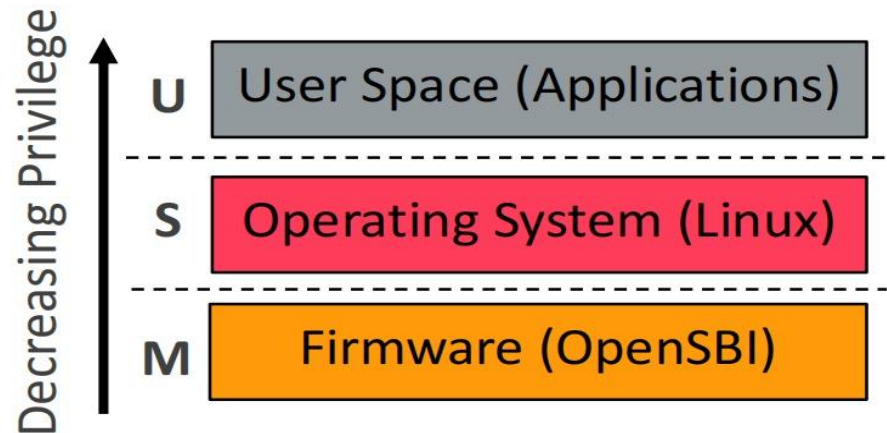 Decreasing Privilege
U
User Space (Applications)
S
Operating System (Linux)
M
Firmware (OpenSBI)